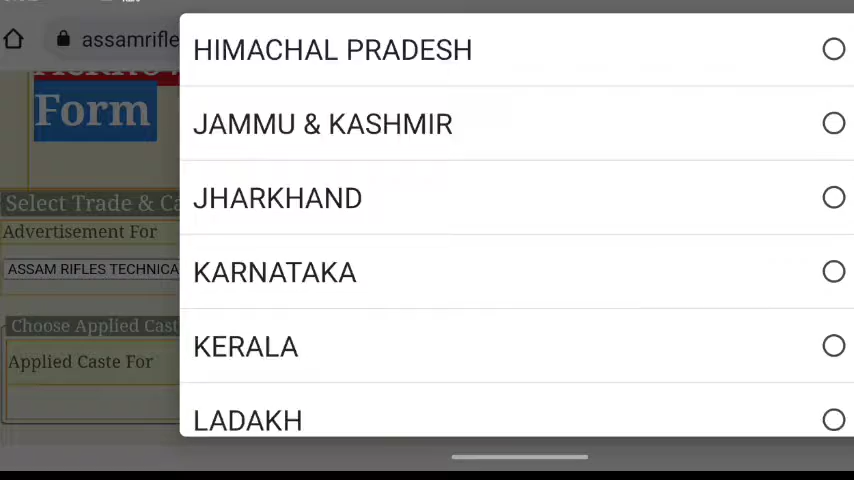 assamrifle
HIMACHAL PRADESH
Form
JAMMU & KASHMIR
JHARKHAND
Select Trade & Ca
Advertisement For
ASSAM RIFLES TECHNICA
KARNATAKA
Choose Applied Cast
KERALA
Applied Caste For
LADAKH